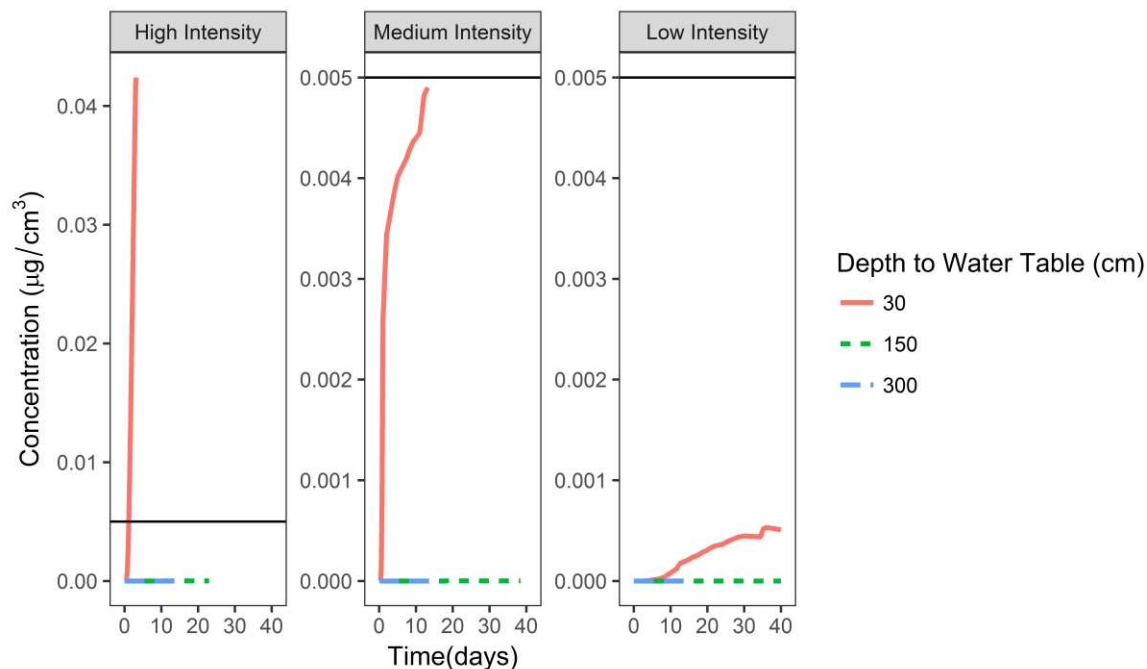 High Intensity
Medium Intensity
Low Intensity
Concentration (μg/cm³)
0.04
0.03
0.02
0.01
0.00
0.005
0.004
0.003
0.002
0.001
0.000
0.005
0.004
0.003
0.002
0.001
0.000
0 10 20 30 40
0 10 20 30 40
0 10 20 30 40
Time(days)
Depth to Water Table (cm)
30
150
300